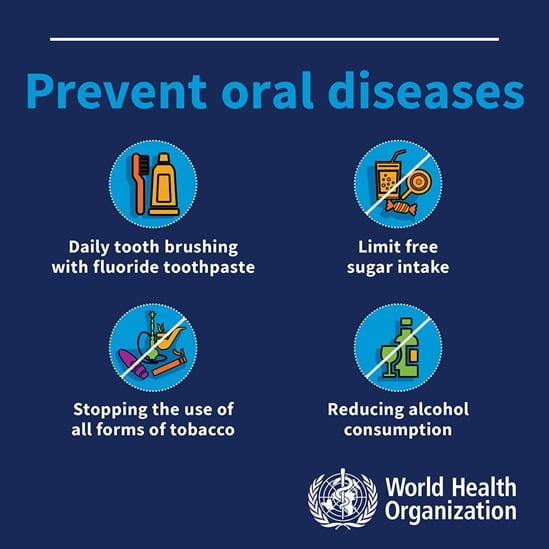 Prevent oral diseases
Daily tooth brushing
with fluoride toothpaste
Limit free
sugar intake
Stopping the use of
all forms of tobacco
Reducing alcohol
consumption
World Health
Organization